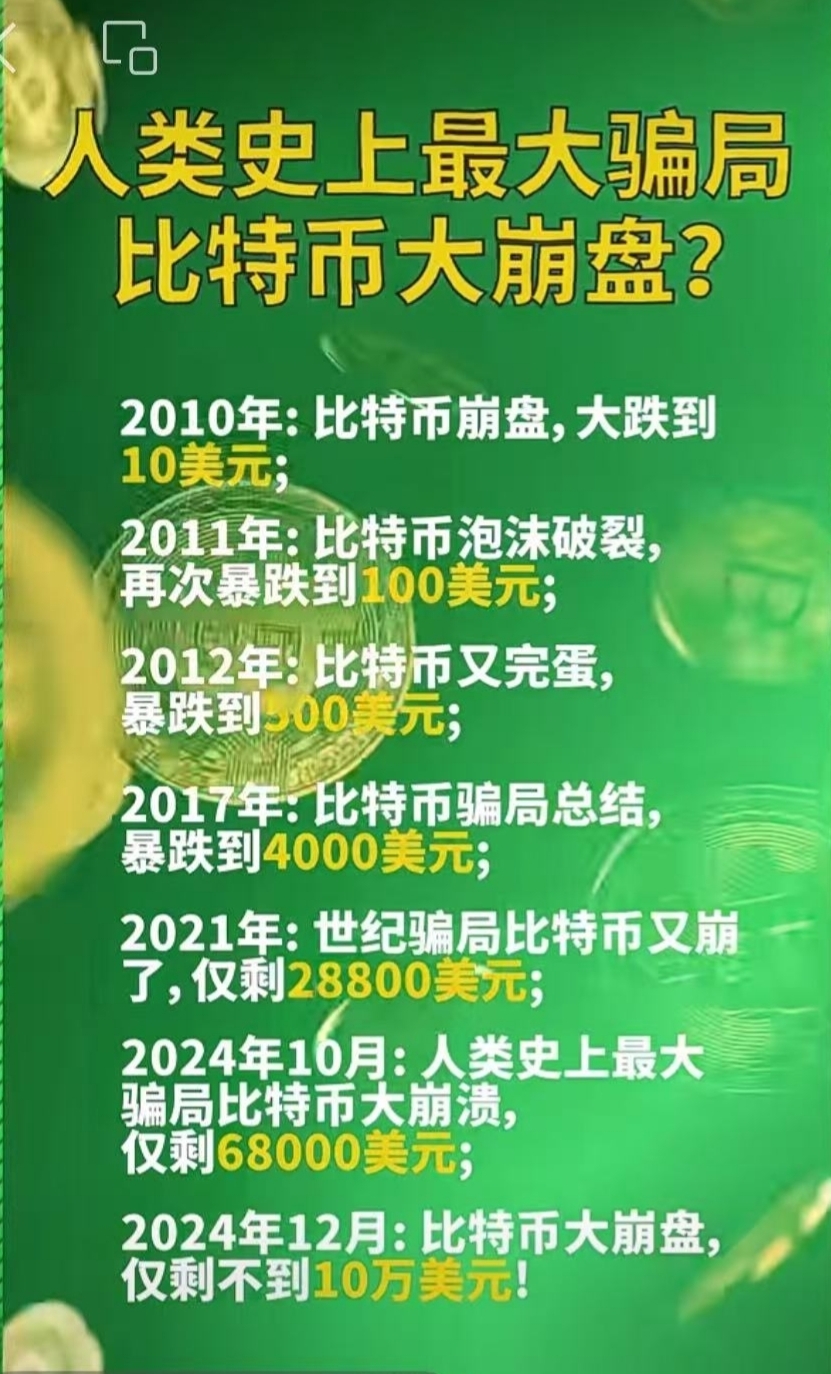 人类史上最大骗局
比特币大崩盘?
2010年: 比特币崩盘, 大跌到
10美元;
2011年: 比特币泡沫破裂,
再次暴跌到100美元;
2012年: 比特币又完蛋,
暴跌到500美元;
2017年: 比特币骗局总结,
暴跌到4000美元;
2021年: 世纪骗局比特币又崩
了, 仅剩28800美元;
2024年10月: 人类史上最大
骗局比特币大崩溃,
仅剩68000美元;
2024年12月: 比特币大崩盘,
仅剩不到10万美元!